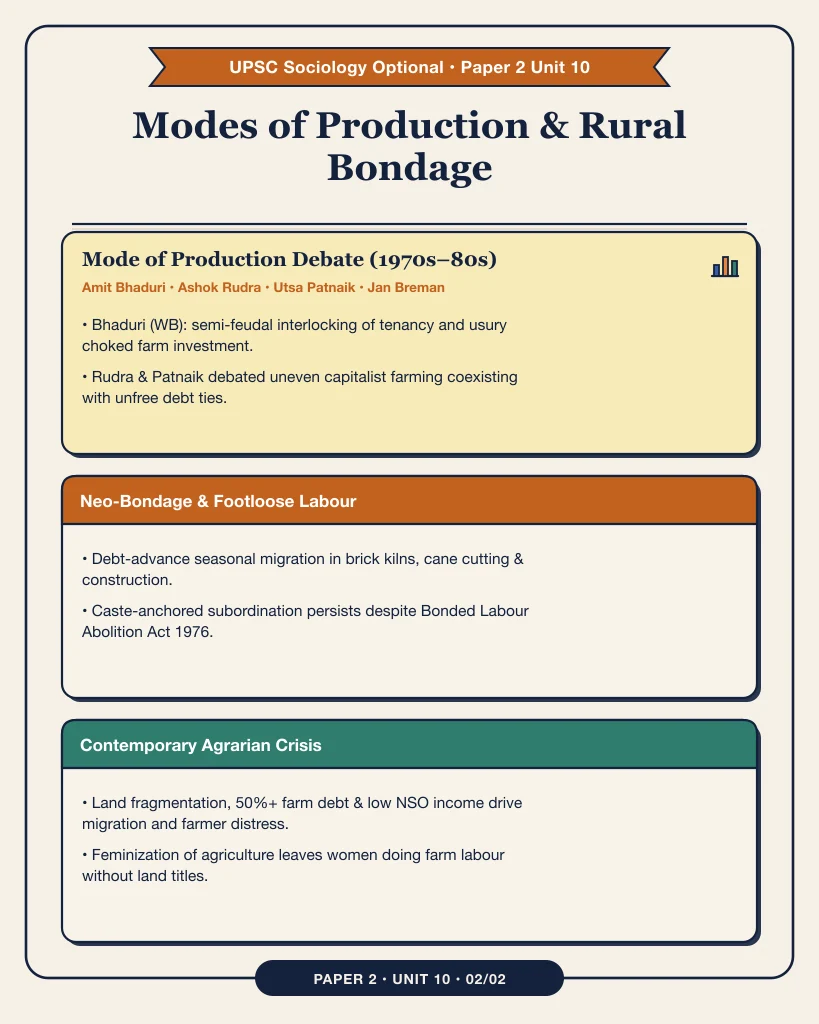 UPSC Sociology Optional • Paper 2 Unit 10
Modes of Production & Rural
Bondage
Mode of Production Debate (1970s–80s)
Amit Bhaduri • Ashok Rudra • Utsa Patnaik • Jan Breman
• Bhaduri (WB): semi-feudal interlocking of tenancy and usury
choked farm investment.
• Rudra & Patnaik debated uneven capitalist farming coexisting
with unfree debt ties.
Neo-Bondage & Footloose Labour
• Debt-advance seasonal migration in brick kilns, cane cutting &
construction.
• Caste-anchored subordination persists despite Bonded Labour
Abolition Act 1976.
Contemporary Agrarian Crisis
• Land fragmentation, 50%+ farm debt & low NSO income drive
migration and farmer distress.
• Feminization of agriculture leaves women doing farm labour
without land titles.
PAPER 2 • UNIT 10 • 02/02